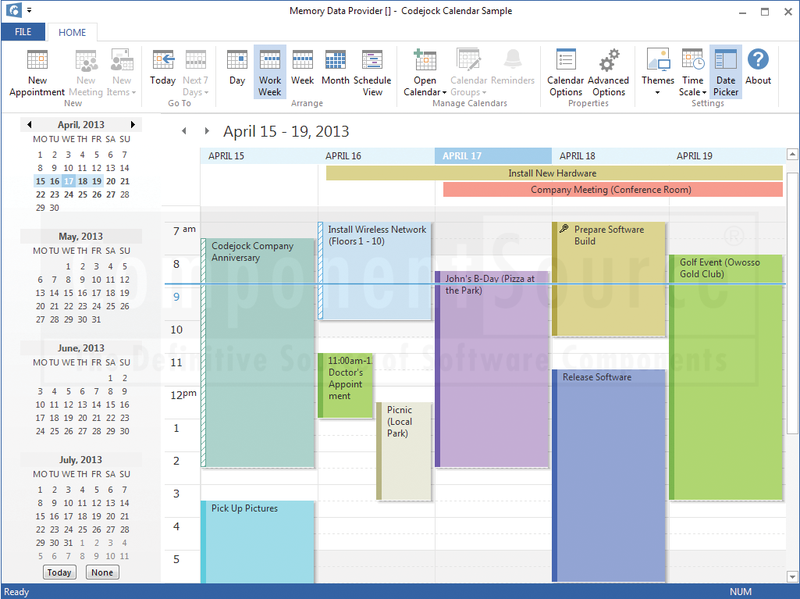 Memory Data Provider [] - Codejock Calendar Sample
FILE HOME
New Appointment
New Meeting
New Items
New
Today
Next 7 Days
Go To
Day
Work Week
Week
Month
Schedule View
Arrange
Open Calendar
Calendar Groups
Reminders
Manage Calendars
Calendar Options
Advanced Options
Properties
Themes
Time Scale
Date Picker
About
Settings
April, 2013
MO TU WE TH FR SA SU
1 2 3 4 5 6 7
8 9 10 11 12 13 14
15 16 17 18 19 20 21
22 23 24 25 26 27 28
29 30
May, 2013
MO TU WE TH FR SA SU
1 2 3 4 5
6 7 8 9 10 11 12
13 14 15 16 17 18 19
20 21 22 23 24 25 26
27 28 29 30 31
June, 2013
MO TU WE TH FR SA SU
1 2
3 4 5 6 7 8 9
10 11 12 13 14 15 16
17 18 19 20 21 22 23
24 25 26 27 28 29 30
July, 2013
MO TU WE TH FR SA SU
1 2 3 4 5 6 7
8 9 10 11 12 13 14
15 16 17 18 19 20 21
22 23 24 25 26 27 28
29 30 31 1 2 3 4
5 6 7 8 9 10 11
Today None
April 15 - 19, 2013
APRIL 15 APRIL 16 APRIL 17 APRIL 18 APRIL 19
Install New Hardware
Company Meeting (Conference Room)
7 am
8
9
10
11
12pm
1
2
3
4
5
Codejock Company
Anniversary
Pick Up Pictures
Install Wireless Network
(Floors 1 - 10)
11:00am-1
Doctor's
Appoint
ment
Picnic
(Local
Park)
John's B-Day (Pizza at
the Park)
Prepare Software
Build
Release Software
Golf Event (Owosso
Gold Club)
ComponentSource ®
The Definitive Source of Software Components
Ready NUM